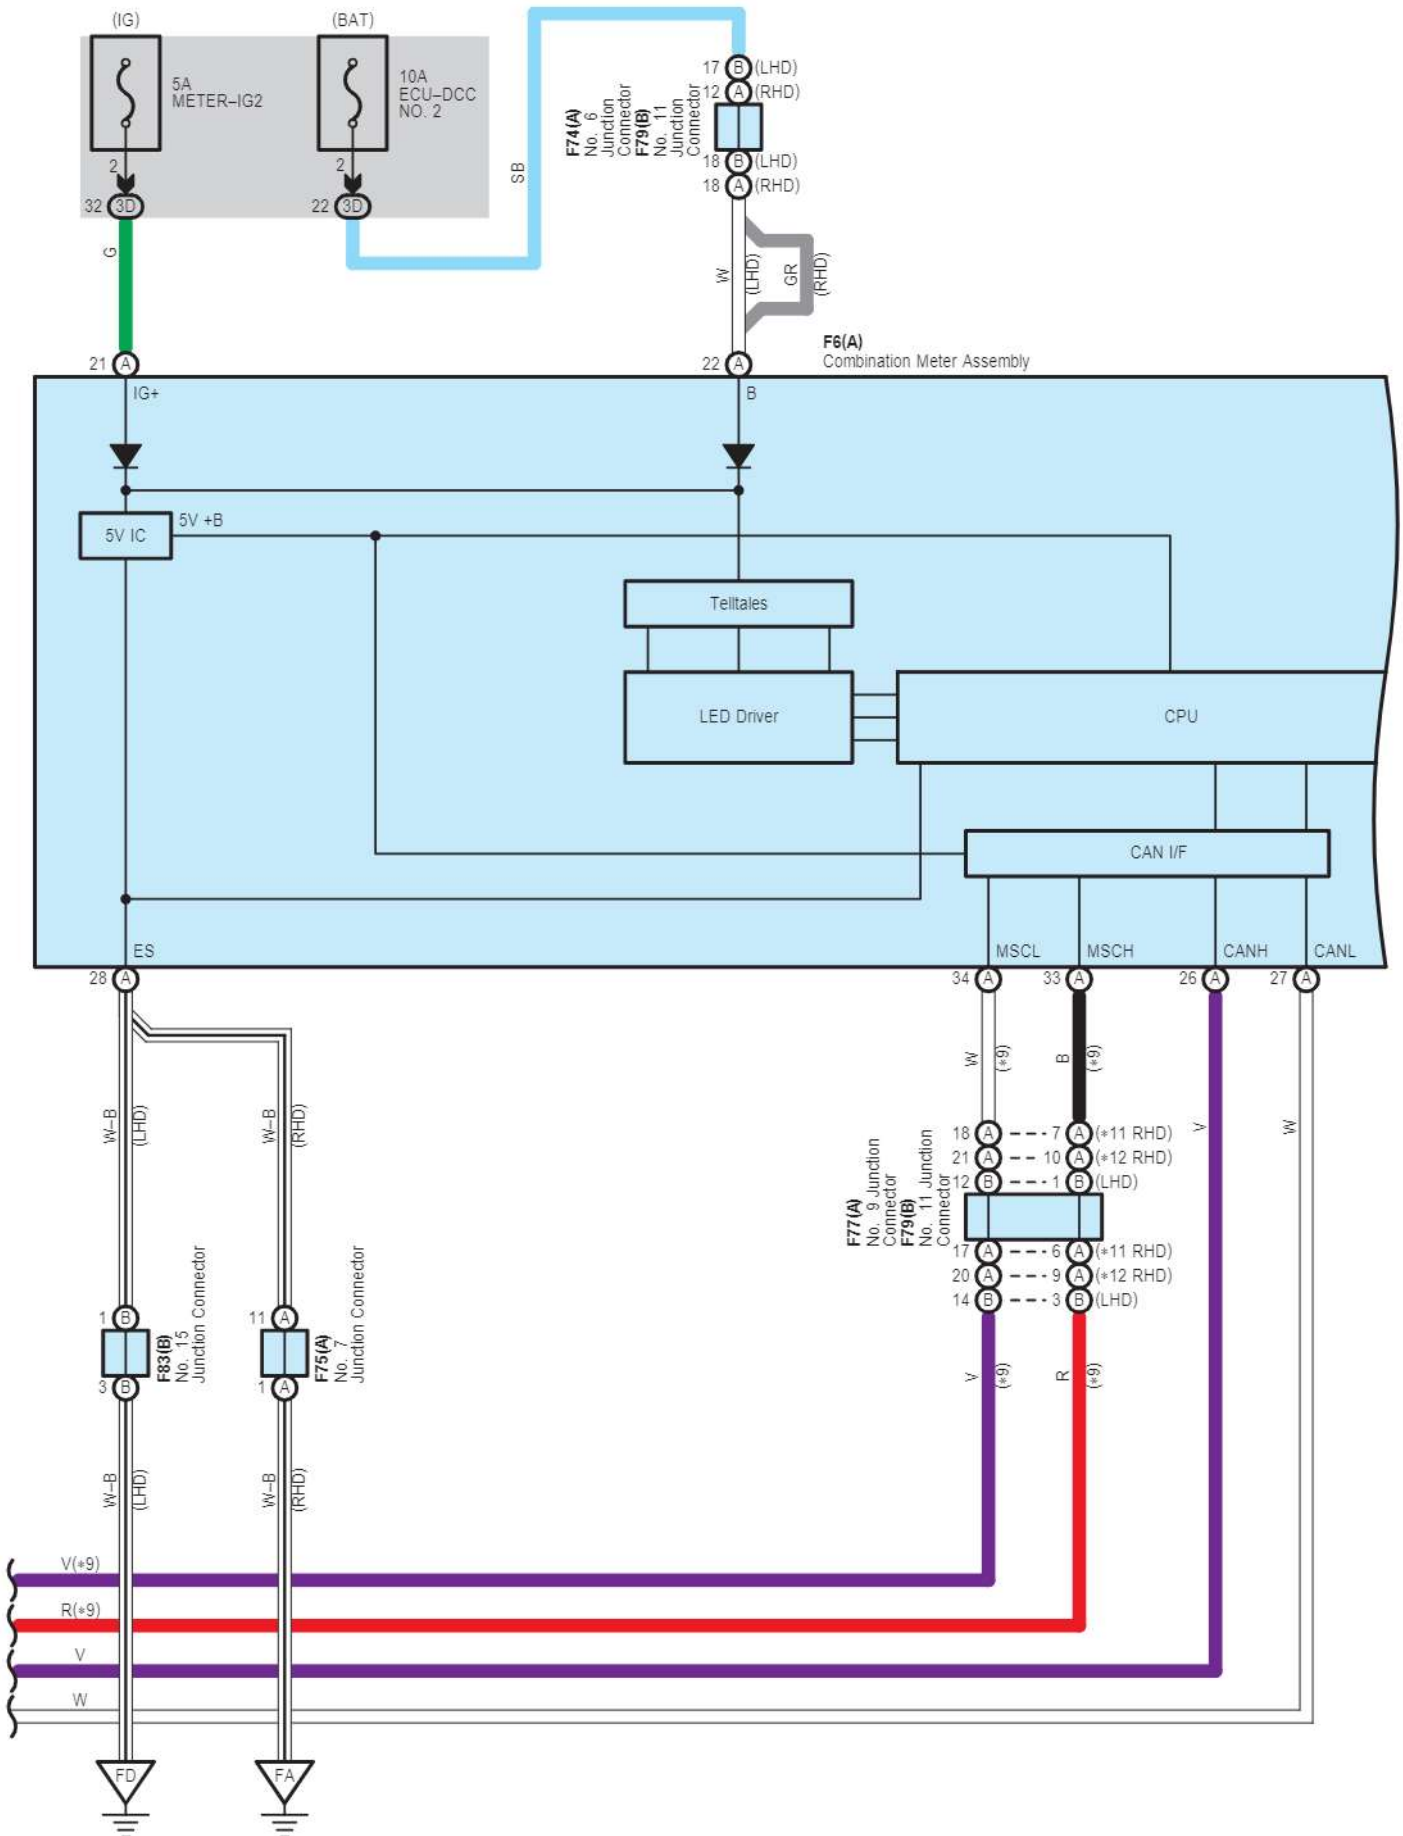 (IG)
(BAT)
5A
METER–IG2
10A
ECU–DCC
NO. 2
2
2
32 3D
22 3D
G
SB
17 B (LHD)
12 A (RHD)
F74(A)
No. 6
Junction
Connector
F79(B)
No. 11
Junction
Connector
18 B (LHD)
18 A (RHD)
W
(LHD)
GR
(RHD)
F6(A)
Combination Meter Assembly
21 A
22 A
IG+
B
5V IC
5V +B
Telltales
LED Driver
CPU
CAN I/F
ES
MSCL
MSCH
CANH
CANL
28 A
34 A
33 A
26 A
27 A
W
(*9)
B
(*9)
V
W
W–B
(LHD)
W–B
(RHD)
18 A 7 A (*11 RHD)
21 A 10 A (*12 RHD)
12 B 1 B (LHD)
F77(A)
No. 9 Junction
Connector
F79(B)
No. 11 Junction
Connector
17 A 6 A (*11 RHD)
20 A 9 A (*12 RHD)
14 B 3 B (LHD)
1 B
11 A
F83(B)
No. 15
Junction Connector
F75(A)
No. 7
Junction Connector
3 B
1 A
V
(*9)
R
(*9)
W–B
(LHD)
W–B
(RHD)
V(*9)
R(*9)
V
W
FD
FA